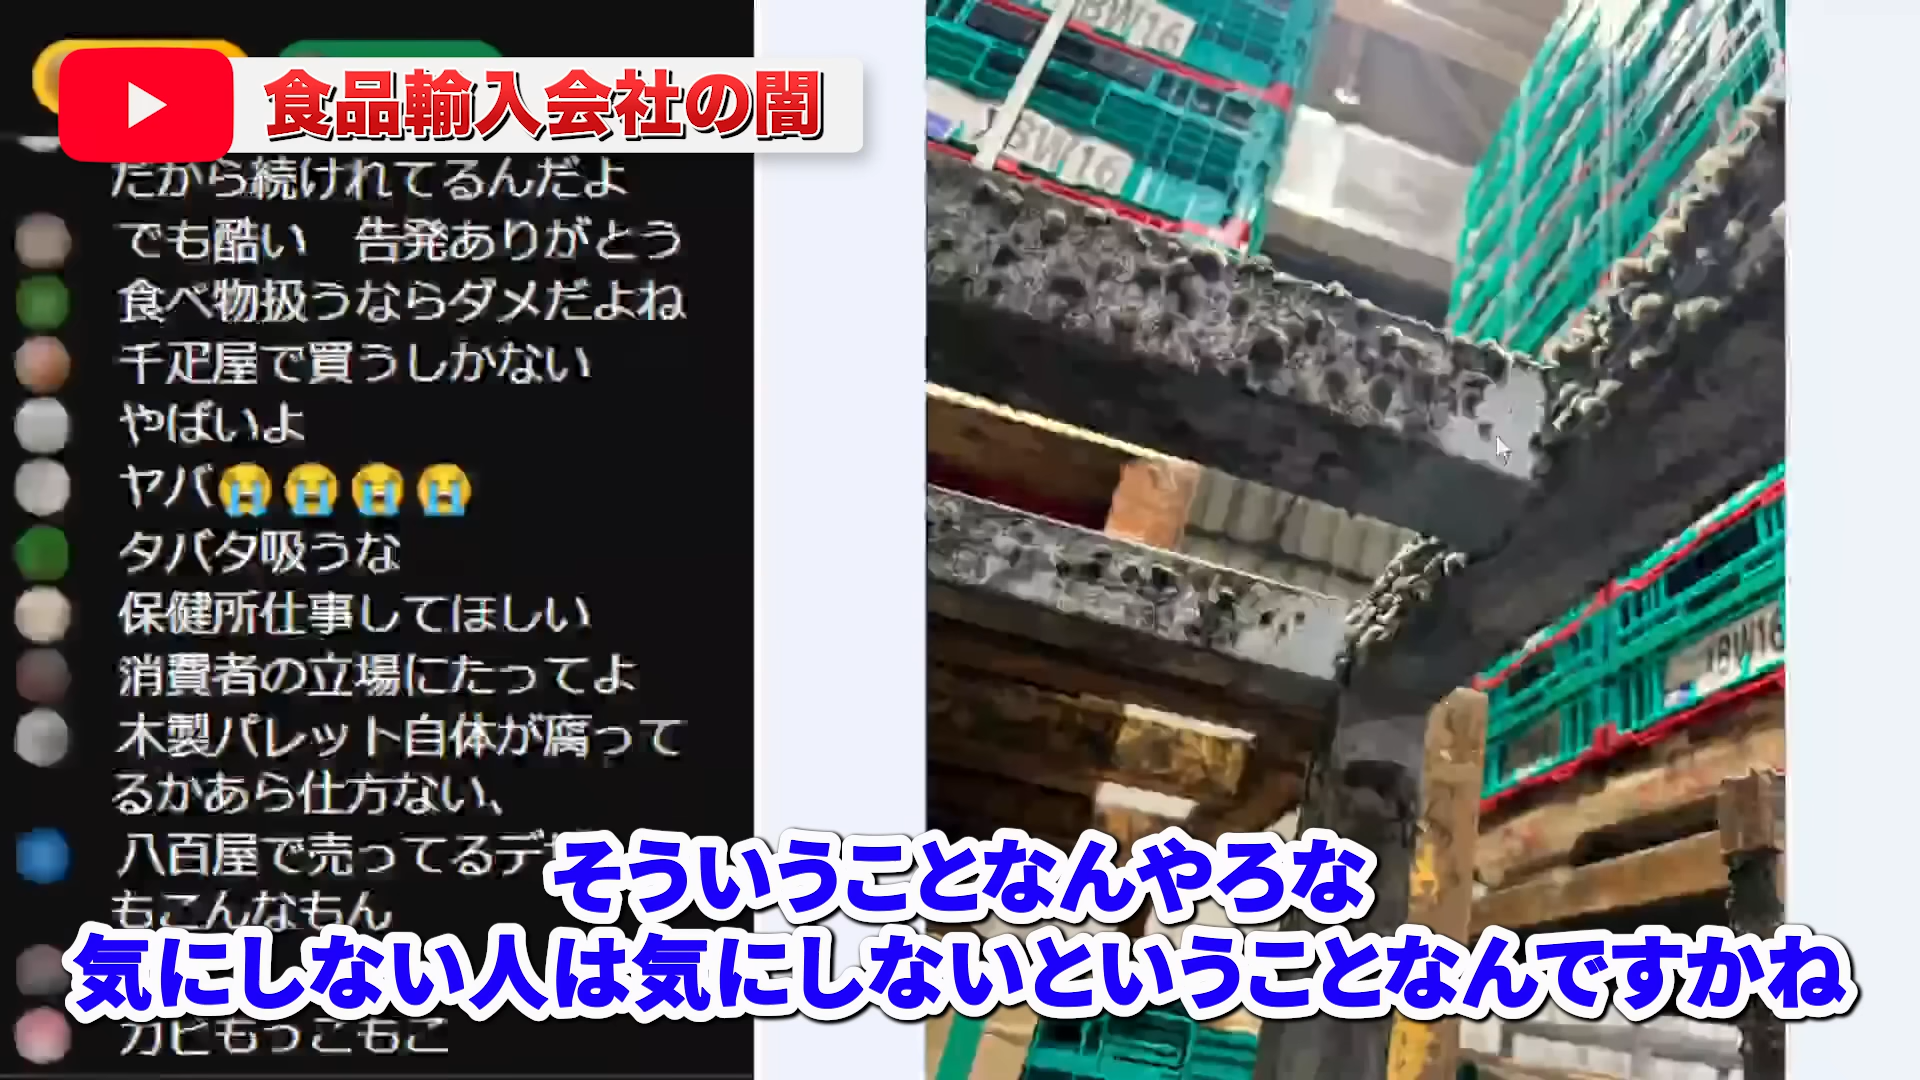 食品輸入会社の闇
だから続けれてるんだよ
でも酷い　告発ありがとう
食べ物扱うならダメだよね
千疋屋で買うしかない
やばいよ
ヤバ😭😭😭😭
タバタ吸うな
保健所仕事してほしい
消費者の立場にたってよ
木製パレット自体が腐って
るかあら仕方ない、
八百屋で売ってるデ
もこんなもん
カビもっこもこ
BW16
BW16
BW16
そういうことなんやろな
気にしない人は気にしないということなんですかね